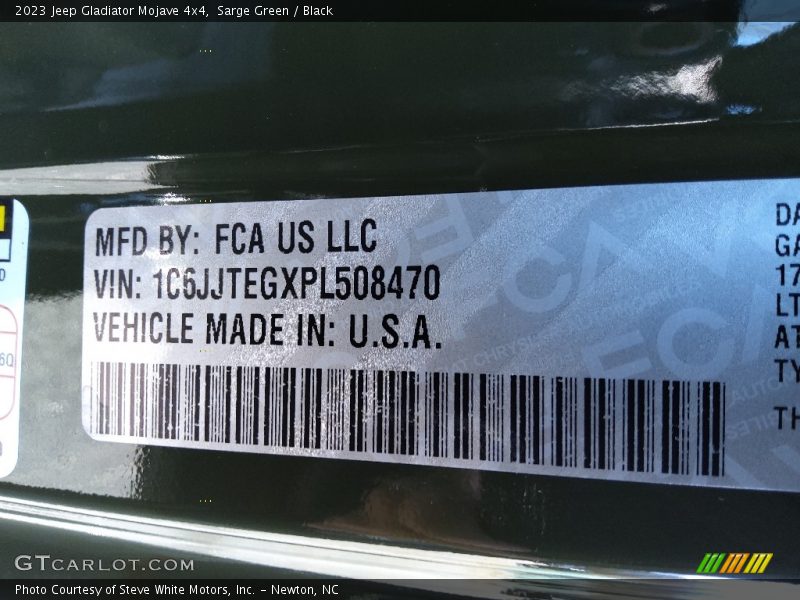 2023 Jeep Gladiator Mojave 4x4, Sarge Green / Black
MFD BY: FCA US LLC
VIN: 1C6JJTEGXPL508470
VEHICLE MADE IN: U.S.A.
GTCARLOT.COM
Photo Courtesy of Steve White Motors, Inc. – Newton, NC